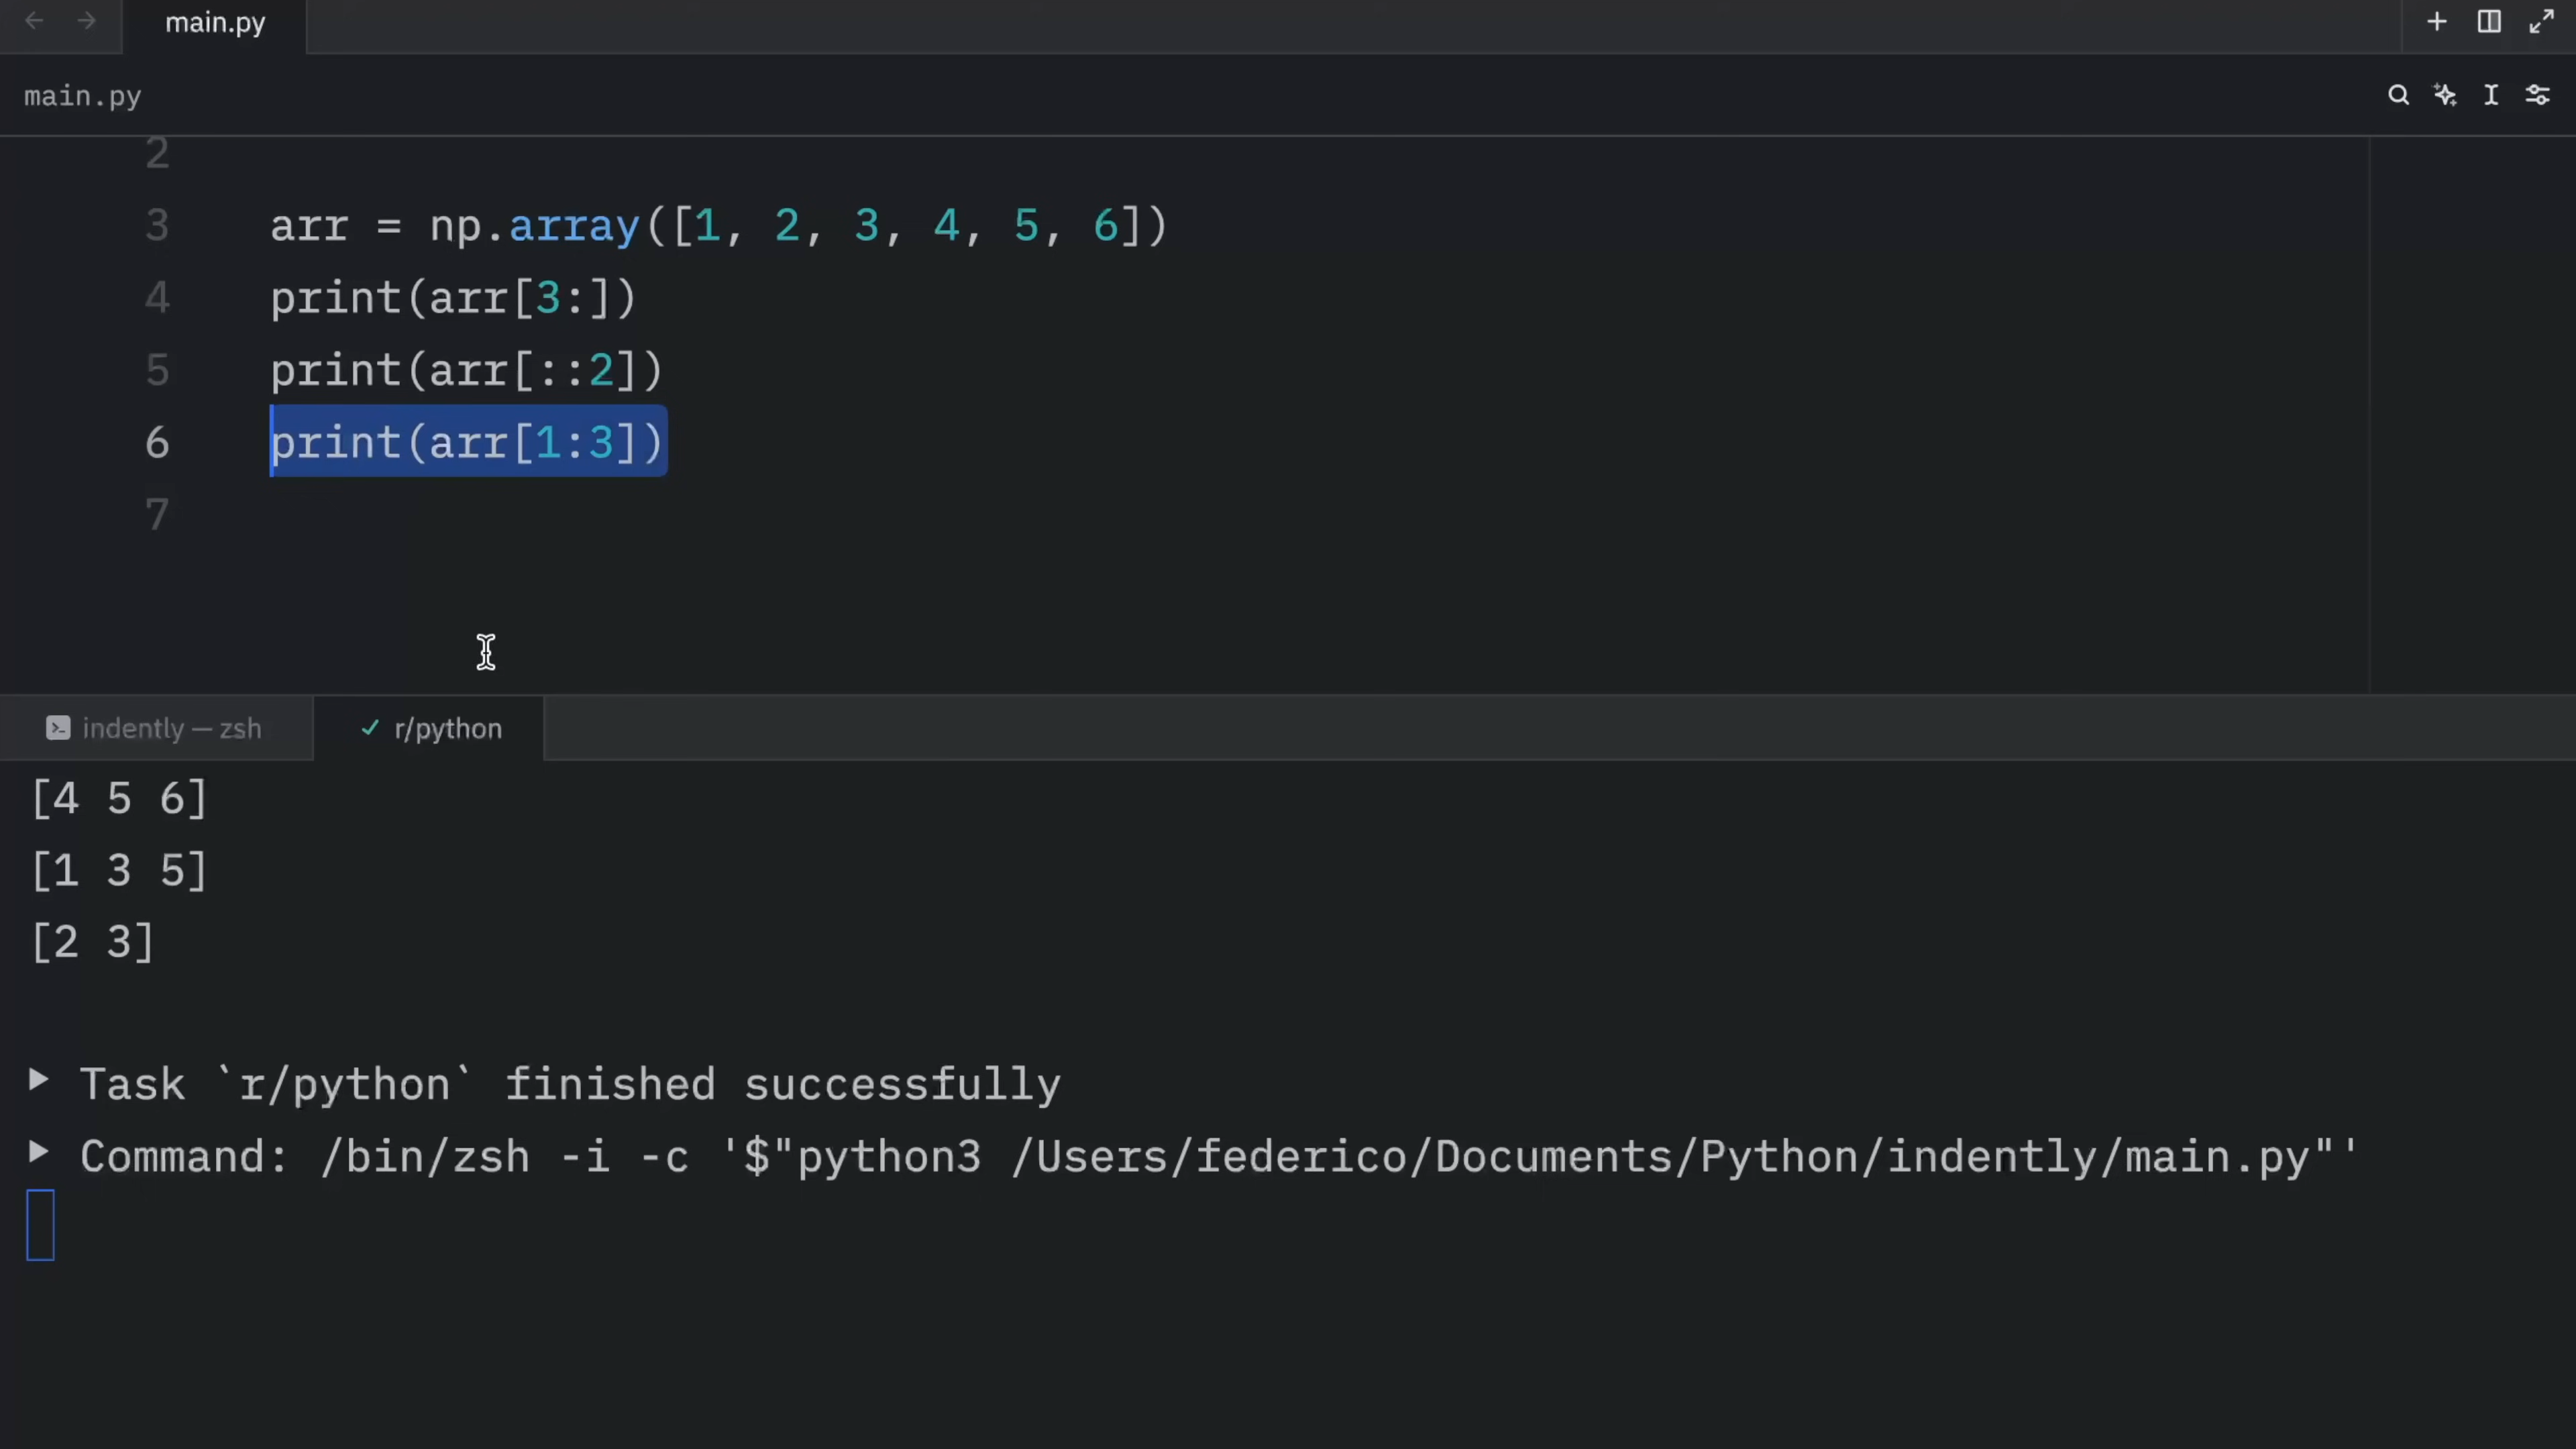 main.py
main.py
2
3 arr = np.array([1, 2, 3, 4, 5, 6])
4 print(arr[3:])
5 print(arr[::2])
6 print(arr[1:3])
7
indently — zsh
r/python
[4 5 6]
[1 3 5]
[2 3]
Task `r/python` finished successfully
Command: /bin/zsh -i -c '$"python3 /Users/federico/Documents/Python/indently/main.py"'